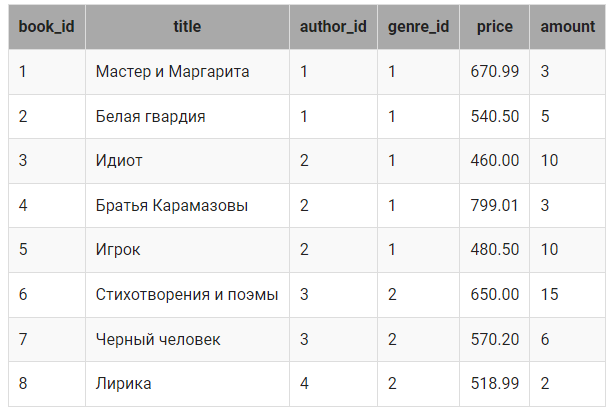 book_id title author_id genre_id price amount
1 Мастер и Маргарита 1 1 670.99 3
2 Белая гвардия 1 1 540.50 5
3 Идиот 2 1 460.00 10
4 Братья Карамазовы 2 1 799.01 3
5 Игрок 2 1 480.50 10
6 Стихотворения и поэмы 3 2 650.00 15
7 Черный человек 3 2 570.20 6
8 Лирика 4 2 518.99 2